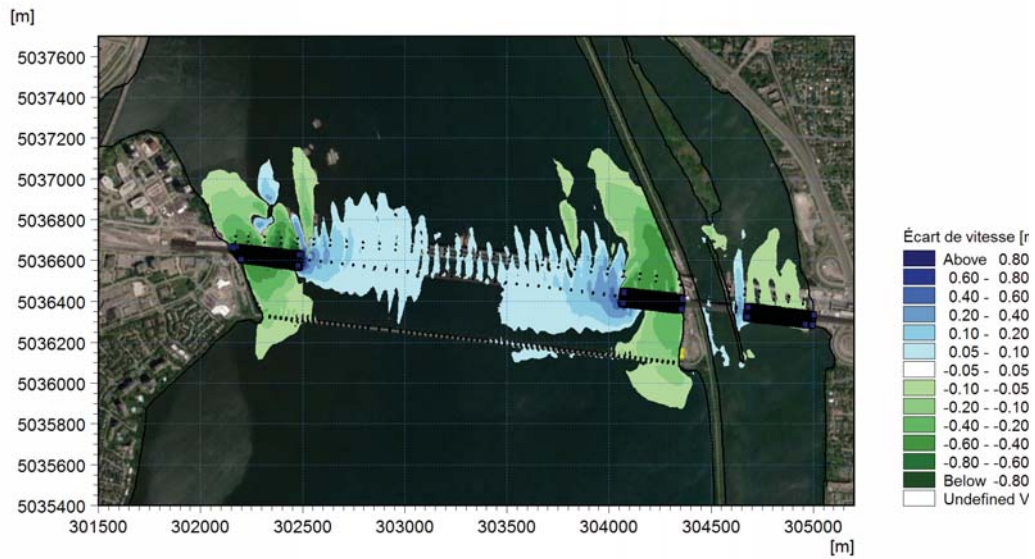 [m]
5037600
5037400
5037200
5037000
5036800
5036600
5036400
5036200
5036000
5035800
5035600
5035400
301500 302000 302500 303000 303500 304000 304500 305000
[m]
Écart de vitesse [m
Above 0.80
0.60 - 0.80
0.40 - 0.60
0.20 - 0.40
0.10 - 0.20
0.05 - 0.10
-0.05 - 0.05
-0.10 - -0.05
-0.20 - -0.10
-0.40 - -0.20
-0.60 - -0.40
-0.80 - -0.60
Below -0.80
Undefined V